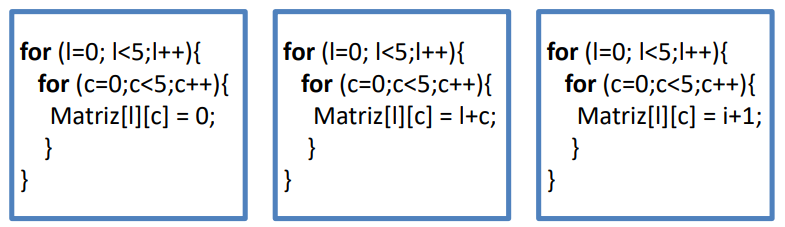 for (l=0; l<5;l++){
for (c=0;c<5;c++){
Matriz[l][c] = 0;
}
}
for (l=0; l<5;l++){
for (c=0;c<5;c++){
Matriz[l][c] = l+c;
}
}
for (l=0; l<5;l++){
for (c=0;c<5;c++){
Matriz[l][c] = i+1;
}
}